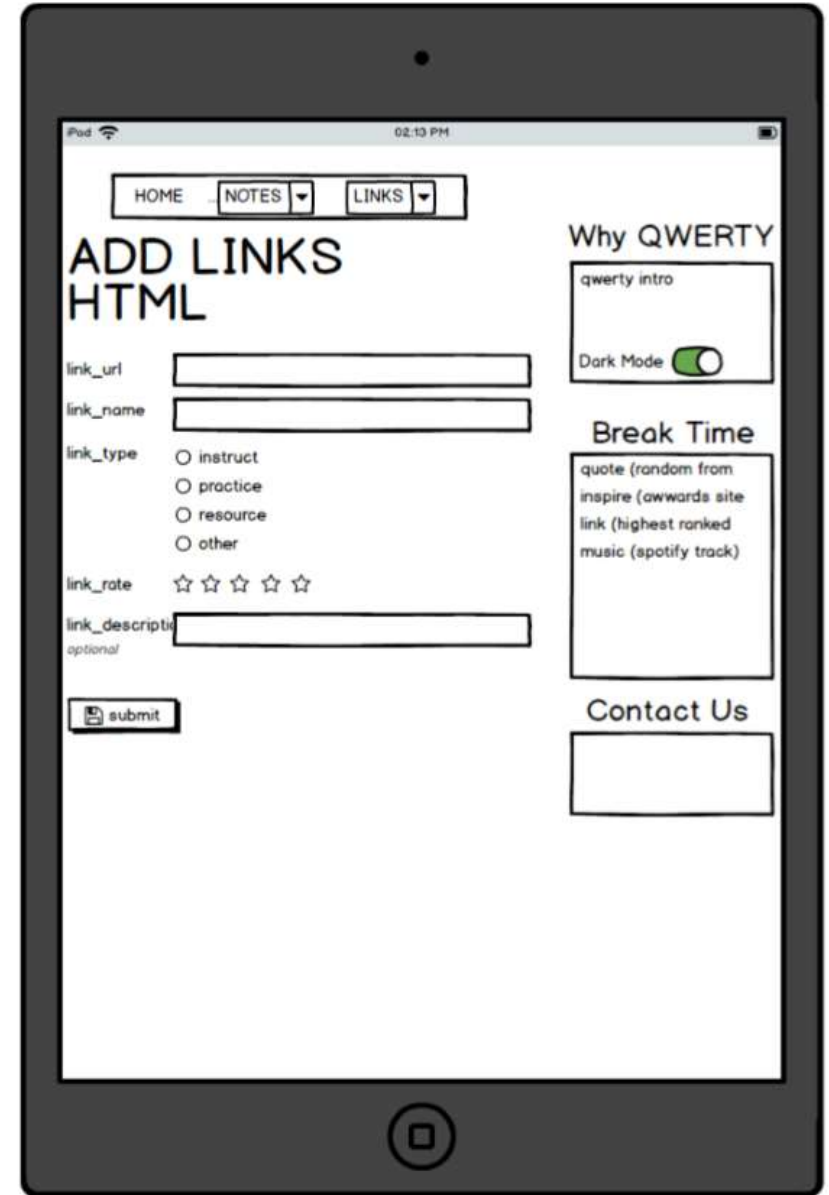 iPad
02:13 PM
HOME
NOTES
LINKS
ADD LINKS
HTML
link_url
link_name
link_type
instruct
practice
resource
other
link_rate
link_descriptio
optional
submit
Why QWERTY
qwerty intro
Dark Mode
Break Time
quote (random from
inspire (awwards site
link (highest ranked
music (spotify track)
Contact Us